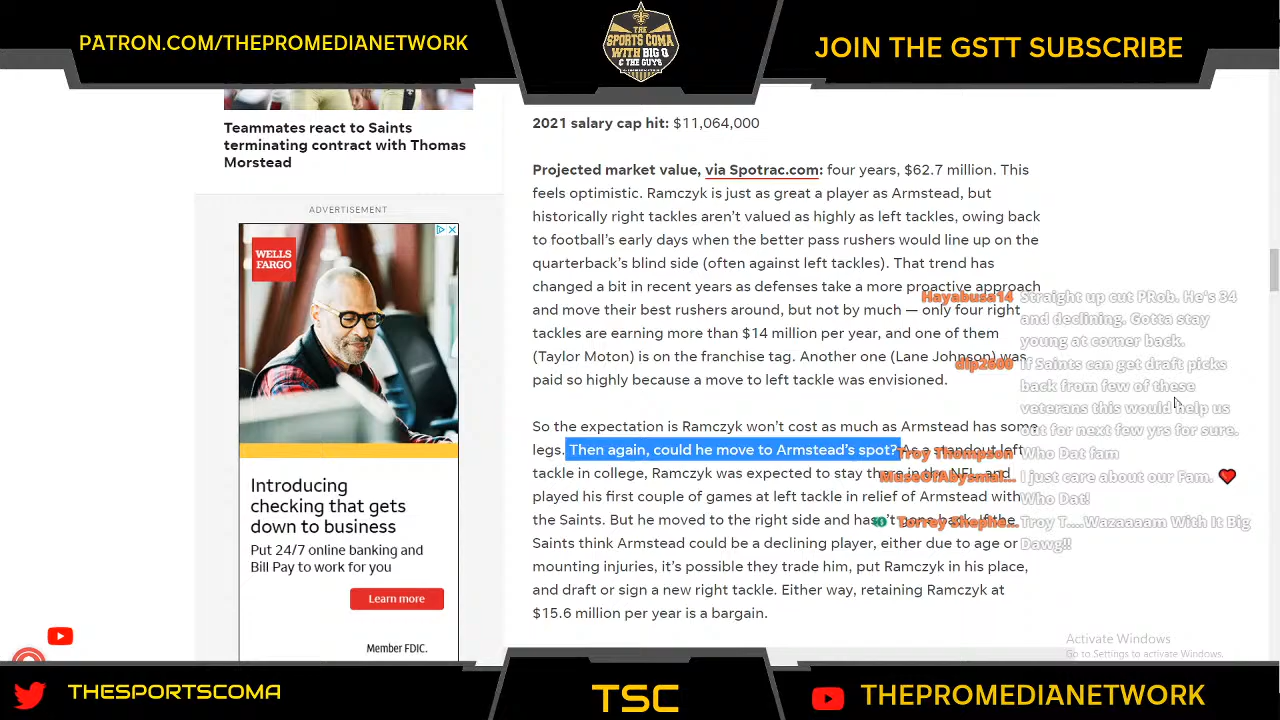 PATRON.COM/THEPROMEDIANETWORK
THE
SPORTS COMA
WITH BIG Q
& THE GUYS
JOIN THE GSTT SUBSCRIBE
Teammates react to Saints
terminating contract with Thomas
Morstead
ADVERTISEMENT
WELLS
FARGO
Introducing
checking that gets
down to business
Put 24/7 online banking and
Bill Pay to work for you
Learn more
Member FDIC.
2021 salary cap hit: $11,064,000
Projected market value, via Spotrac.com: four years, $62.7 million. This
feels optimistic. Ramczyk is just as great a player as Armstead, but
historically right tackles aren't valued as highly as left tackles, owing back
to football's early days when the better pass rushers would line up on the
quarterback's blind side (often against left tackles). That trend has
changed a bit in recent years as defenses take a more proactive approach
and move their best rushers around, but not by much — only four right
tackles are earning more than $14 million per year, and one of them
(Taylor Moton) is on the franchise tag. Another one (Lane Johnson) was
paid so highly because a move to left tackle was envisioned.
So the expectation is Ramczyk won't cost as much as Armstead has some
legs. Then again, could he move to Armstead's spot? As a standout left
tackle in college, Ramczyk was expected to stay there in the NFL, and
played his first couple of games at left tackle in relief of Armstead with
the Saints. But he moved to the right side and hasn't gone back. If the
Saints think Armstead could be a declining player, either due to age or
mounting injuries, it's possible they trade him, put Ramczyk in his place,
and draft or sign a new right tackle. Either way, retaining Ramczyk at
$15.6 million per year is a bargain.
Hayabusa14 Straight up cut PRob. He's 34
and declining. Gotta stay
young at corner back.
dlp2600 If Saints can get draft picks
back from few of these
veterans this would help us
out for next few yrs for sure.
Troy Thompson Who Dat fam
MuseOfAbysmal... I just care about our Fam.
Who Dat!
Torrey Shephe... Troy T....Wazaaaam With It Big
Dawg!!
Activate Windows
Go to Settings to activate Windows.
THESPORTSCOMA
TSC
THEPROMEDIANETWORK